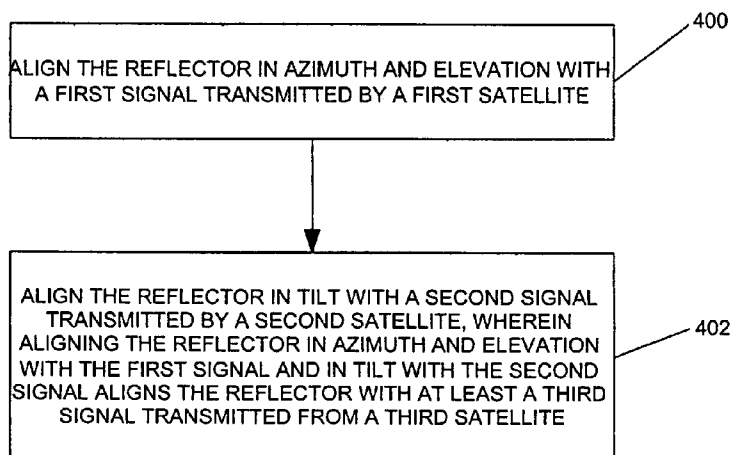 400
ALIGN THE REFLECTOR IN AZIMUTH AND ELEVATION WITH
A FIRST SIGNAL TRANSMITTED BY A FIRST SATELLITE
ALIGN THE REFLECTOR IN TILT WITH A SECOND SIGNAL
TRANSMITTED BY A SECOND SATELLITE, WHEREIN
ALIGNING THE REFLECTOR IN AZIMUTH AND ELEVATION
WITH THE FIRST SIGNAL AND IN TILT WITH THE SECOND
SIGNAL ALIGNS THE REFLECTOR WITH AT LEAST A THIRD
SIGNAL TRANSMITTED FROM A THIRD SATELLITE
402